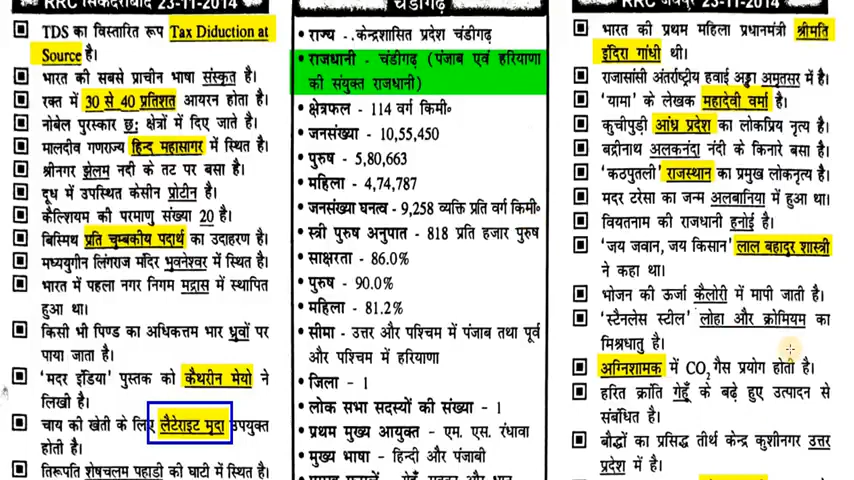 RRC सिकंदराबाद 23-11-2014
TDS का विस्तारित रूप Tax Diduction at
Source है।
भारत की सबसे प्राचीन भाषा संस्कृत है।
रक्त में 30 से 40 प्रतिशत आयरन होता है।
नोबेल पुरस्कार छ: क्षेत्रों में दिए जाते है।
मालदीव गणराज्य हिन्द महासागर में स्थित है।
श्रीनगर झेलम नदी के तट पर बसा है।
दूध में उपस्थित केसीन प्रोटीन है।
कैल्शियम की परमाणु संख्या 20 है।
बिस्मिथ प्रति चुम्बकीय पदार्थ का उदाहरण है।
मध्ययुगीन लिंगराज मंदिर भुवनेश्वर में स्थित है।
भारत में पहला नगर निगम मद्रास में स्थापित
हुआ था।
किसी भी पिण्ड का अधिकत्तम भार ध्रुवों पर
पाया जाता है।
'मदर इंडिया' पुस्तक को कैथरीन मेयो ने
लिखी है।
चाय की खेती के लिए लैटेराइट मृदा उपयुक्त
होती है।
तिरूपति शेषचलम पहाड़ी की घाटी में स्थित है।
चंडीगढ़
• राज्य -.केन्द्रशासित प्रदेश चंडीगढ़
• राजधानी - चंडीगढ़ (पंजाब एवं हरियाणा
की संयुक्त राजधानी)
• क्षेत्रफल - 114 वर्ग किमी॰
• जनसंख्या - 10,55,450
• पुरूष - 5,80,663
• महिला - 4,74,787
• जनसंख्या घनत्व - 9,258 व्यक्ति प्रति वर्ग किमी॰
• स्त्री पुरूष अनुपात - 818 प्रति हजार पुरूष
• साक्षरता - 86.0%
• पुरूष - 90.0%
• महिला - 81.2%
• सीमा - उत्तर और पश्चिम में पंजाब तथा पूर्व
और पश्चिम में हरियाणा
• जिला - 1
• लोक सभा सदस्यों की संख्या - 1
• प्रथम मुख्य आयुक्त - एम. एस. रंधावा
• मुख्य भाषा - हिन्दी और पंजाबी
RRC जयपुर 23-11-2014
भारत की प्रथम महिला प्रधानमंत्री श्रीमति
इंदिरा गांधी थी।
राजासांसी अंतर्राष्ट्रीय हवाई अड्डा अमृतसर में है।
'यामा' के लेखक महादेवी वर्मा है।
कुचीपुड़ी आंध्र प्रदेश का लोकप्रिय नृत्य है।
बद्रीनाथ अलकनंदा नंदी के किनारे बसा है।
'कठपुतली' राजस्थान का प्रमुख लोकनृत्य है।
मदर टरेसा का जन्म अलबानिया में हुआ था।
वियतनाम की राजधानी हनोई है।
'जय जवान, जय किसान' लाल बहादुर शास्त्री
ने कहा था।
भोजन की ऊर्जा कैलोरी में मापी जाती है।
'स्टैनलेस स्टील' लोहा और क्रोमियम का
मिश्रधातु है।
अग्निशामक में CO₂ गैस प्रयोग होती है।
हरित क्रांति गेहूँ के बढ़े हुए उत्पादन से
संबंधित है।
बौद्धों का प्रसिद्ध तीर्थ केन्द्र कुशीनगर उत्तर
प्रदेश में है।